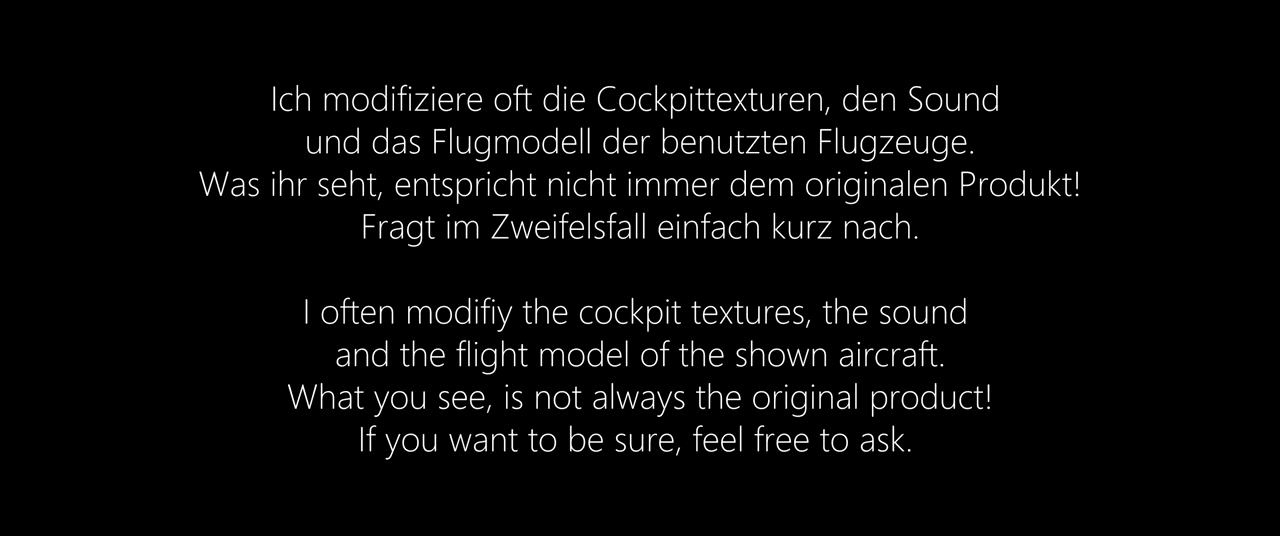 Ich modifiziere oft die Cockpittexturen, den Sound
und das Flugmodell der benutzten Flugzeuge.
Was ihr seht, entspricht nicht immer dem originalen Produkt!
Fragt im Zweifelsfall einfach kurz nach.
I often modifiy the cockpit textures, the sound
and the flight model of the shown aircraft.
What you see, is not always the original product!
If you want to be sure, feel free to ask.